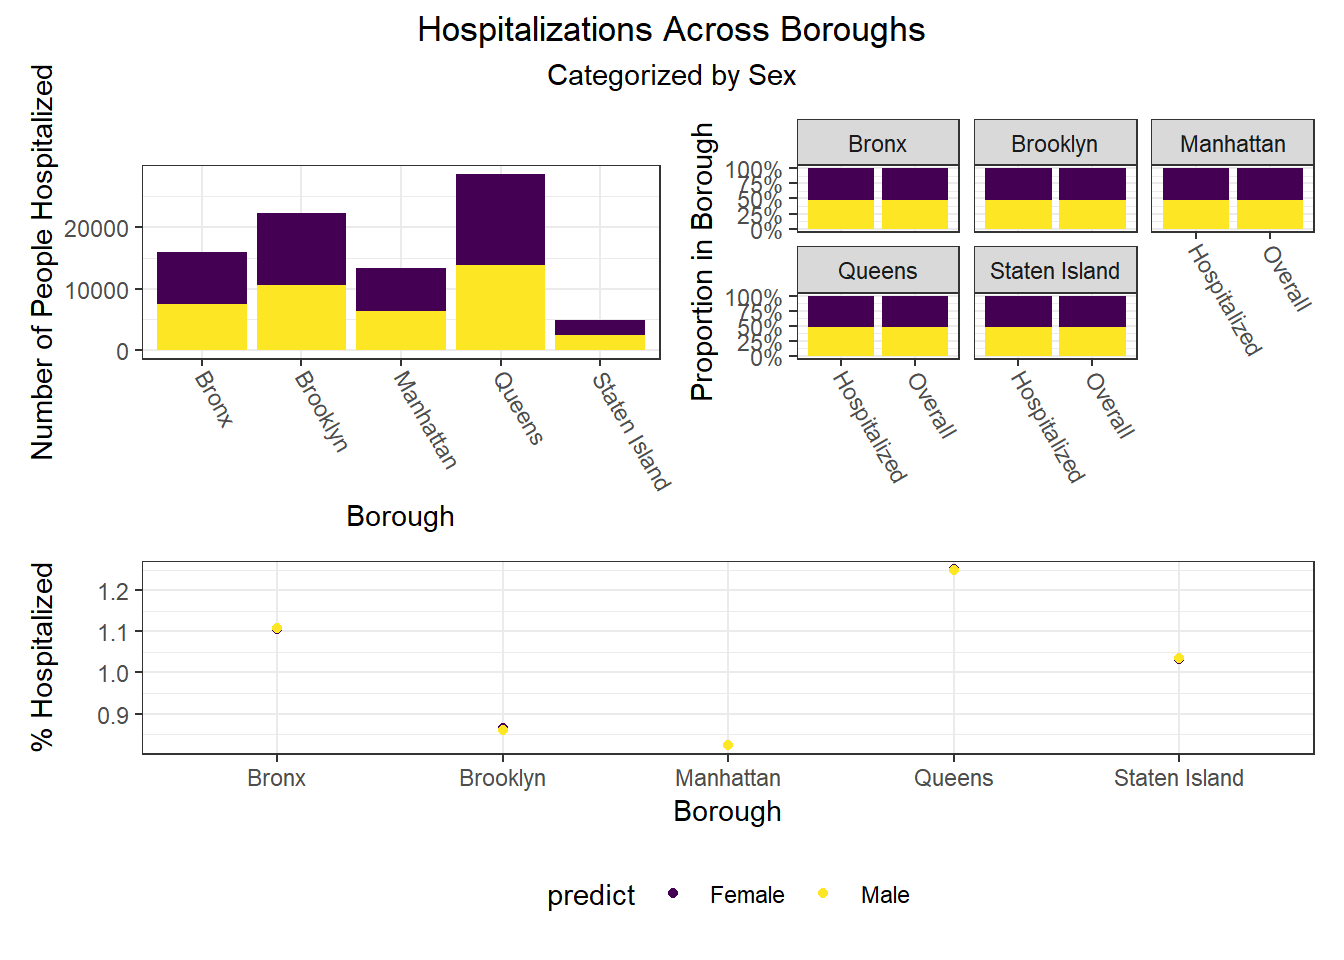 Hospitalizations Across Boroughs
Categorized by Sex
Number of People Hospitalized
20000
10000
0
Bronx
Brooklyn
Manhattan
Queens
Staten Island
Borough
Proportion in Borough
Bronx
Brooklyn
Manhattan
100%
75%
50%
25%
0%
Hospitalized
Overall
Queens
Staten Island
100%
75%
50%
25%
0%
Hospitalized
Overall
Hospitalized
Overall
% Hospitalized
1.2
1.1
1.0
0.9
Bronx
Brooklyn
Manhattan
Queens
Staten Island
Borough
predict
Female
Male